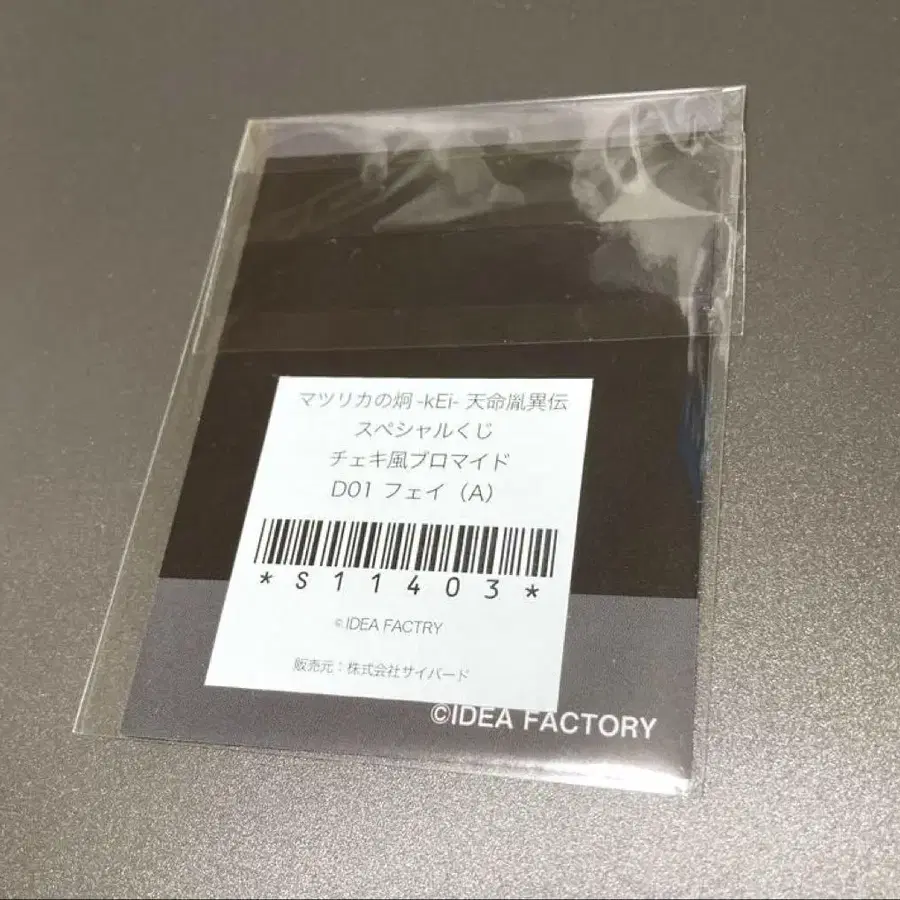 マツリカの炯-kEi- 天命胤異伝
スペシャルくじ
チェキ風ブロマイド
D01 フェイ（A）
*S11403*
©IDEA FACTRY
販売元：株式会社サイバード
©IDEA FACTORY